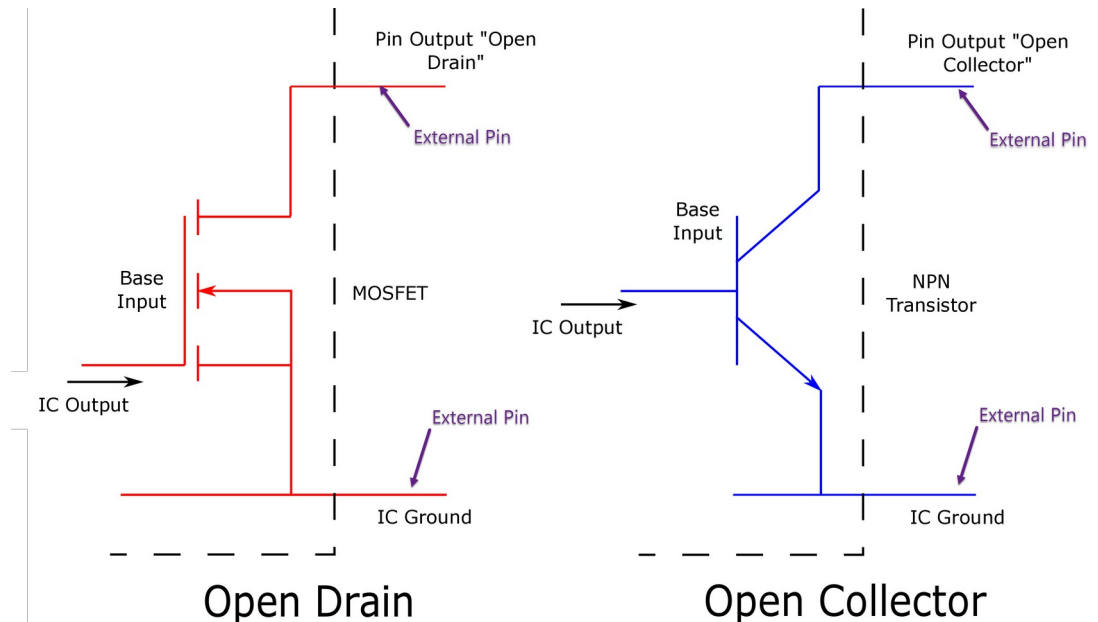 Pin Output "Open
Drain"
External Pin
Base
Input
MOSFET
IC Output
External Pin
IC Ground
Open Drain
Pin Output "Open
Collector"
External Pin
Base
Input
NPN
Transistor
IC Output
External Pin
IC Ground
Open Collector